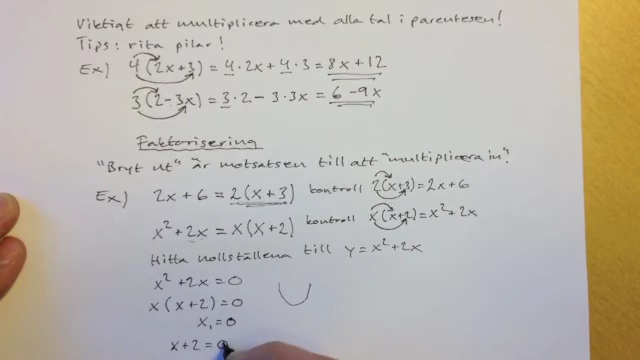 Viktigt att multiplicera med alla tal i parentesen!
Tips: rita pilar!
Ex) 4(2x+3) = 4·2x+4·3 = 8x+12
3(2-3x) = 3·2-3·3x = 6-9x
Faktorisering
"Bryt ut" är motsatsen till att "multiplicera in".
Ex) 2x+6 = 2(x+3) kontroll 2(x+3)=2x+6
x²+2x = x(x+2) kontroll x(x+2)=x²+2x
Hitta nollställena till y=x²+2x
x²+2x=0
x(x+2)=0
x₁=0
x+2=0